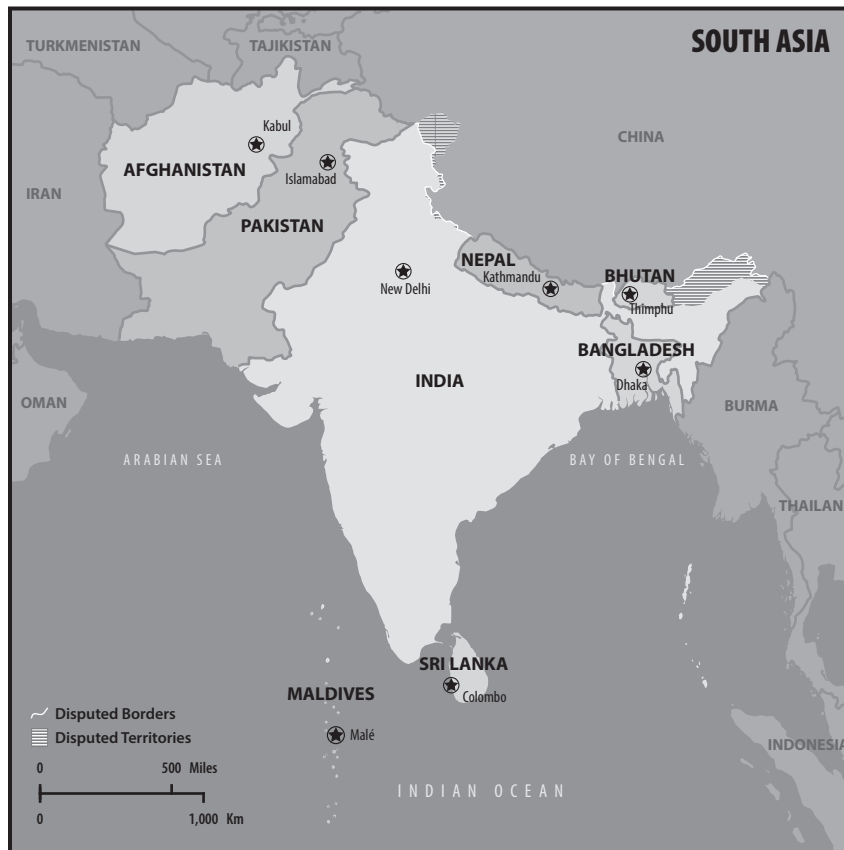 SOUTH ASIA
TURKMENISTAN
TAJIKISTAN
CHINA
Kabul
AFGHANISTAN
Islamabad
IRAN
PAKISTAN
NEPAL
Kathmandu
BHUTAN
Thimphu
New Delhi
BANGLADESH
Dhaka
INDIA
OMAN
BURMA
ARABIAN SEA
BAY OF BENGAL
THAILAN
SRI LANKA
Colombo
MALDIVES
Malé
Disputed Borders
Disputed Territories
INDONESIA
0 500 Miles
0 1,000 Km
INDIAN OCEAN